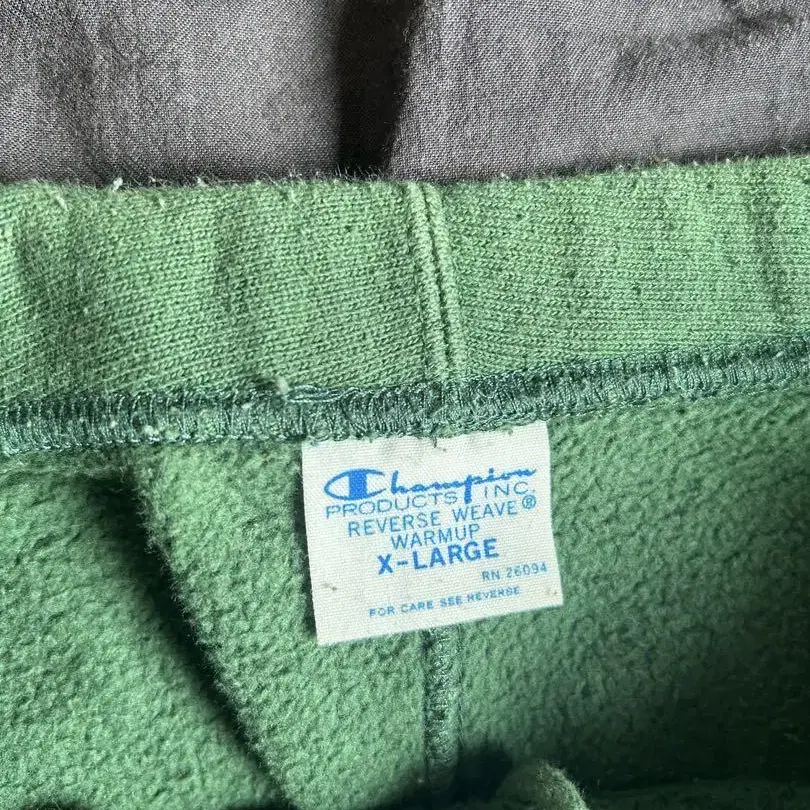 Champion
PRODUCTS INC.
REVERSE WEAVE®
WARMUP
X-LARGE
RN 26094
FOR CARE SEE REVERSE